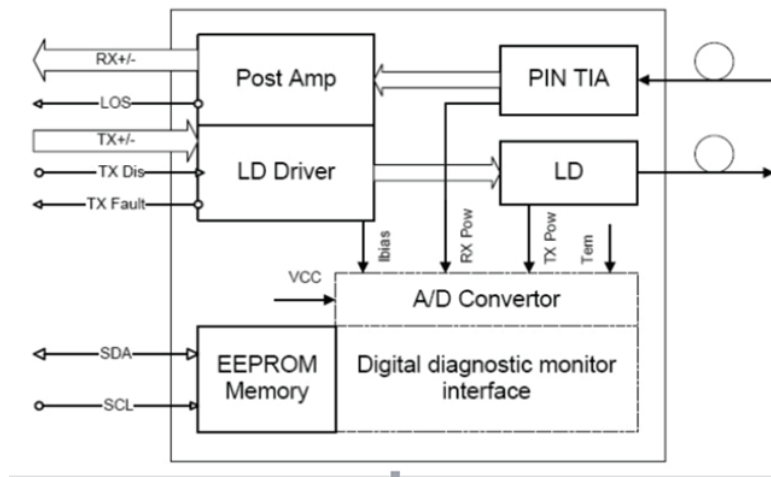 RX+/-
Post Amp
PIN TIA
LOS
TX+/-
TX Dis
LD Driver
LD
TX Fault
Ibias
RX Pow
TX Pow
Tem
VCC
A/D Convertor
SDA
EEPROM
Memory
Digital diagnostic monitor
interface
SCL